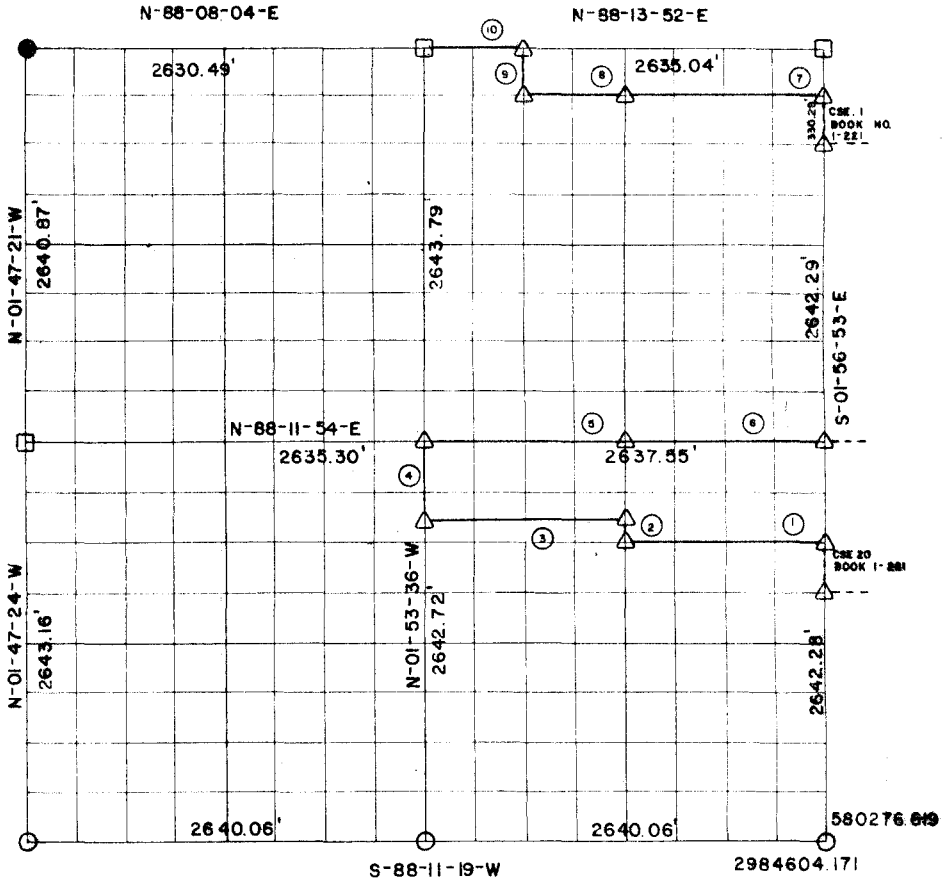 N-88-08-04-E
N-88-13-52-E
10
2630.49'
9
8
2635.04'
7
330.28'
CSE. 1
BOOK NO.
1-221
N-01-47-21-W
2640.87'
2643.79'
2642.29'
S-01-56-53-E
N-88-11-54-E
2635.30'
5
2637.55'
6
4
3
2
1
CSE 20
BOOK 1-281
N-01-47-24-W
2643.16'
N-01-53-36-W
2642.72'
2642.28'
2640.06'
2640.06'
580276.619
S-88-11-19-W
2984604.171